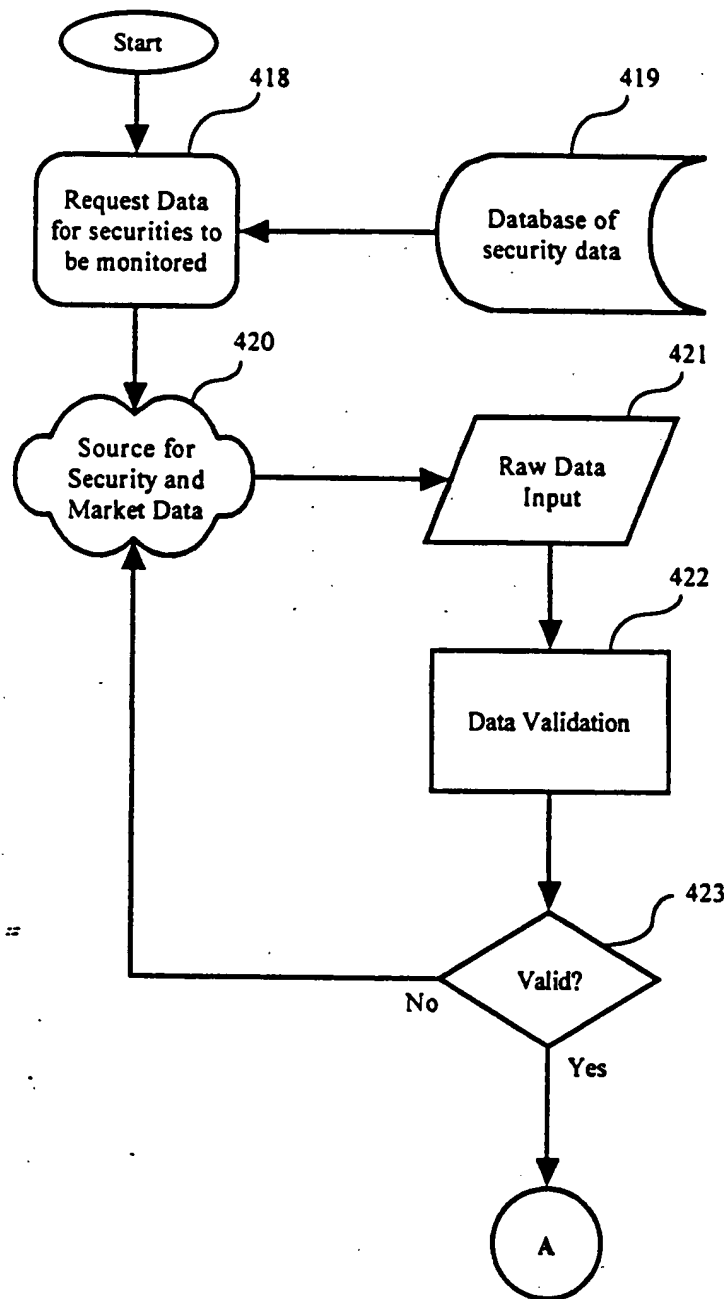 Start
418
419
Request Data
for securities to
be monitored
Database of
security data
420
421
Source for
Security and
Market Data
Raw Data
Input
422
Data Validation
423
Valid?
No
Yes
A